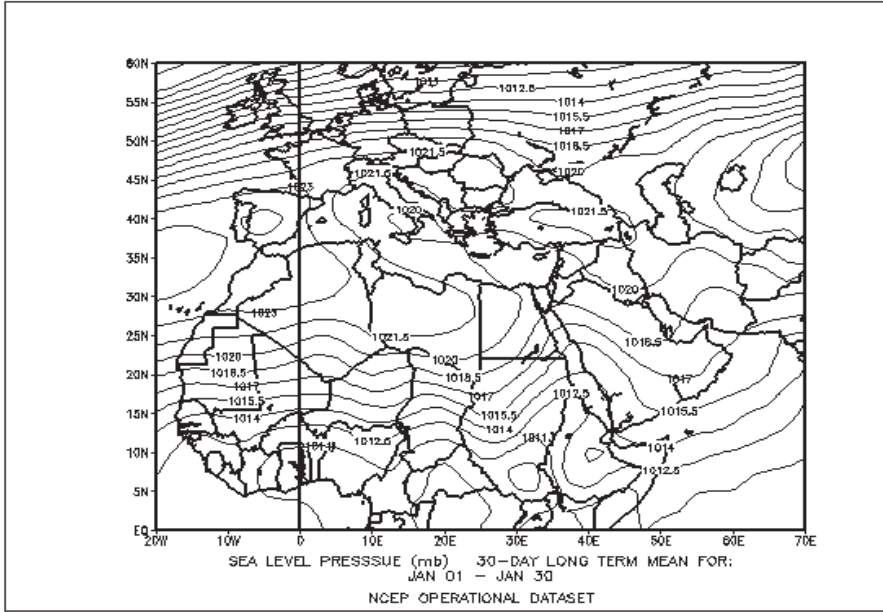 60N
1013
1012.5
55N
1014
1015.5
50N
1017
1018.5
1021.5
1020
45N
1021.5
1023
40N
1020
1021.5
35N
30N
1020
1023
25N
1021.5
1018.5
1020
1020
20N
1018.5
1018.5
1017
1017
1017
1012.5
15N
1015.5
1015.5
1015.5
1014
1014
10N
1012.5
1011
1014
1012.5
5N
EQ
20W 10W 0 10E 20E 30E 40E 50E 60E 70E
SEA LEVEL PRESSSUE (mb) 30-DAY LONG TERM MEAN FOR:
JAN 01 – JAN 30
NCEP OPERATIONAL DATASET